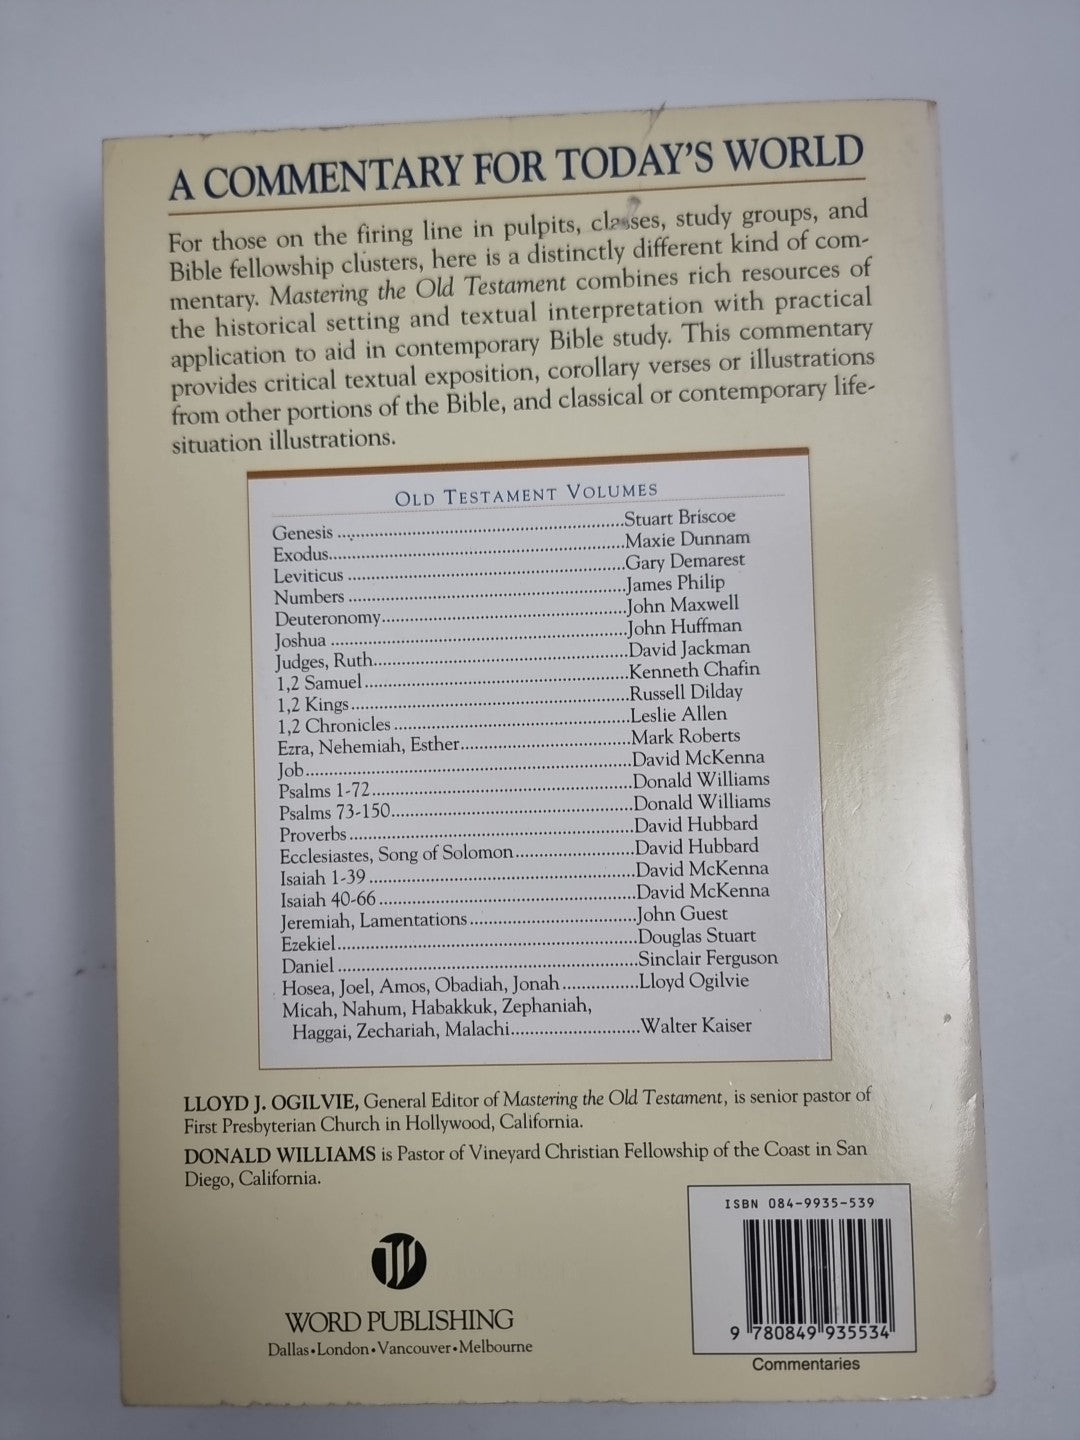 A COMMENTARY FOR TODAY'S WORLD
For those on the firing line in pulpits, classes, study groups, and
Bible fellowship clusters, here is a distinctly different kind of com-
mentary. Mastering the Old Testament combines rich resources of
the historical setting and textual interpretation with practical
application to aid in contemporary Bible study. This commentary
provides critical textual exposition, corollary verses or illustrations
from other portions of the Bible, and classical or contemporary life-
situation illustrations.
OLD TESTAMENT VOLUMES
Genesis ................................................Stuart Briscoe
Exodus.................................................Maxie Dunnam
Leviticus ..............................................Gary Demarest
Numbers ..............................................James Philip
Deuteronomy........................................John Maxwell
Joshua .................................................John Huffman
Judges, Ruth..........................................David Jackman
1,2 Samuel............................................Kenneth Chafin
1,2 Kings..............................................Russell Dilday
1,2 Chronicles.......................................Leslie Allen
Ezra, Nehemiah, Esther............................Mark Roberts
Job......................................................David McKenna
Psalms 1-72...........................................Donald Williams
Psalms 73-150........................................Donald Williams
Proverbs...............................................David Hubbard
Ecclesiastes, Song of Solomon....................David Hubbard
Isaiah 1-39............................................David McKenna
Isaiah 40-66..........................................David McKenna
Jeremiah, Lamentations............................John Guest
Ezekiel.................................................Douglas Stuart
Daniel .................................................Sinclair Ferguson
Hosea, Joel, Amos, Obadiah, Jonah.............Lloyd Ogilvie
Micah, Nahum, Habakkuk, Zephaniah,
Haggai, Zechariah, Malachi......................Walter Kaiser
LLOYD J. OGILVIE, General Editor of Mastering the Old Testament, is senior pastor of
First Presbyterian Church in Hollywood, California.
DONALD WILLIAMS is Pastor of Vineyard Christian Fellowship of the Coast in San
Diego, California.
W
WORD PUBLISHING
Dallas•London•Vancouver•Melbourne
ISBN 084-9935-539
9 780849 935534
Commentaries